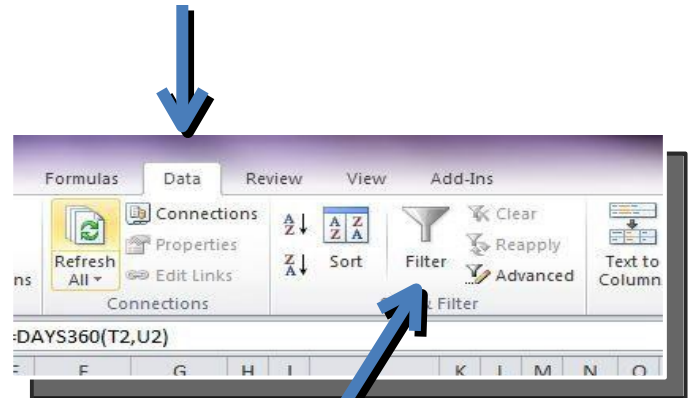 Formulas Data Review View Add-Ins
Connections
Properties
Edit Links
Refresh
All
ns
Connections
A
Z
Z
A
A Z
Z A
Sort
Filter
Clear
Reapply
Advanced
Filter
Text to
Column
=DAYS360(T2,U2)
F G H I K L M N O